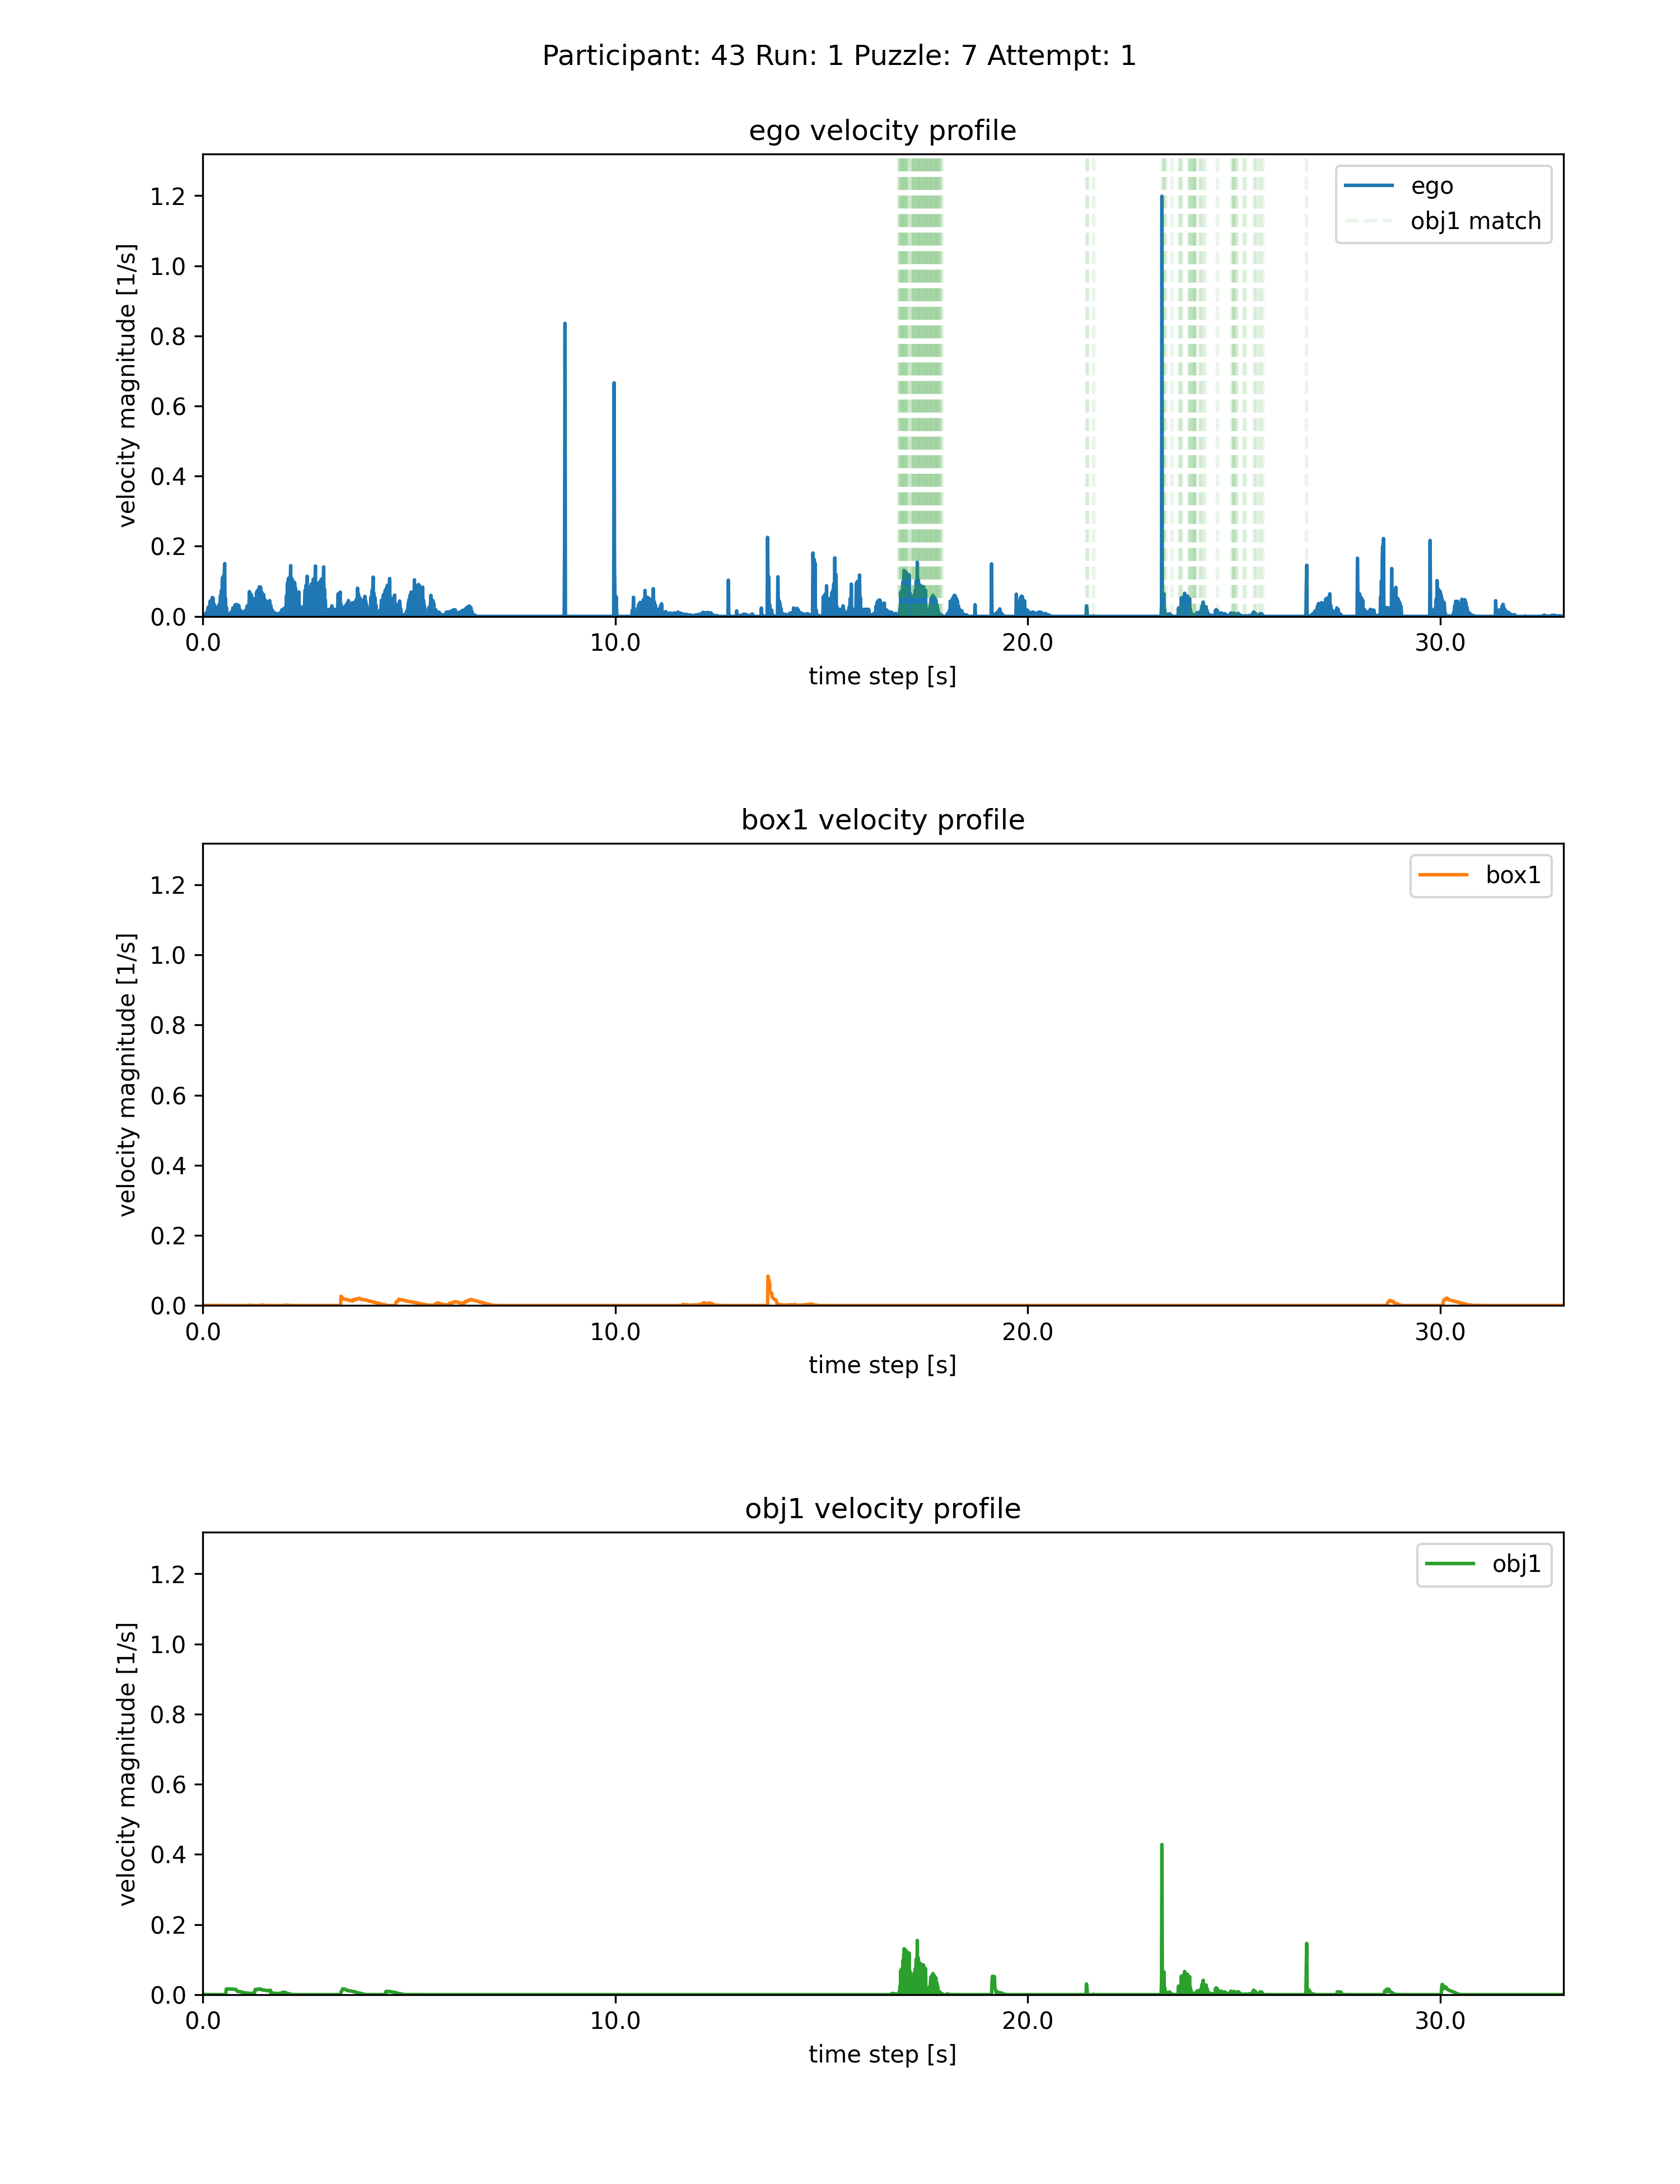 Participant: 43 Run: 1 Puzzle: 7 Attempt: 1
ego velocity profile
velocity magnitude [1/s]
1.2
1.0
0.8
0.6
0.4
0.2
0.0
ego
obj1 match
0.0 10.0 20.0 30.0
time step [s]
box1 velocity profile
velocity magnitude [1/s]
1.2
1.0
0.8
0.6
0.4
0.2
0.0
box1
0.0 10.0 20.0 30.0
time step [s]
obj1 velocity profile
velocity magnitude [1/s]
1.2
1.0
0.8
0.6
0.4
0.2
0.0
obj1
0.0 10.0 20.0 30.0
time step [s]